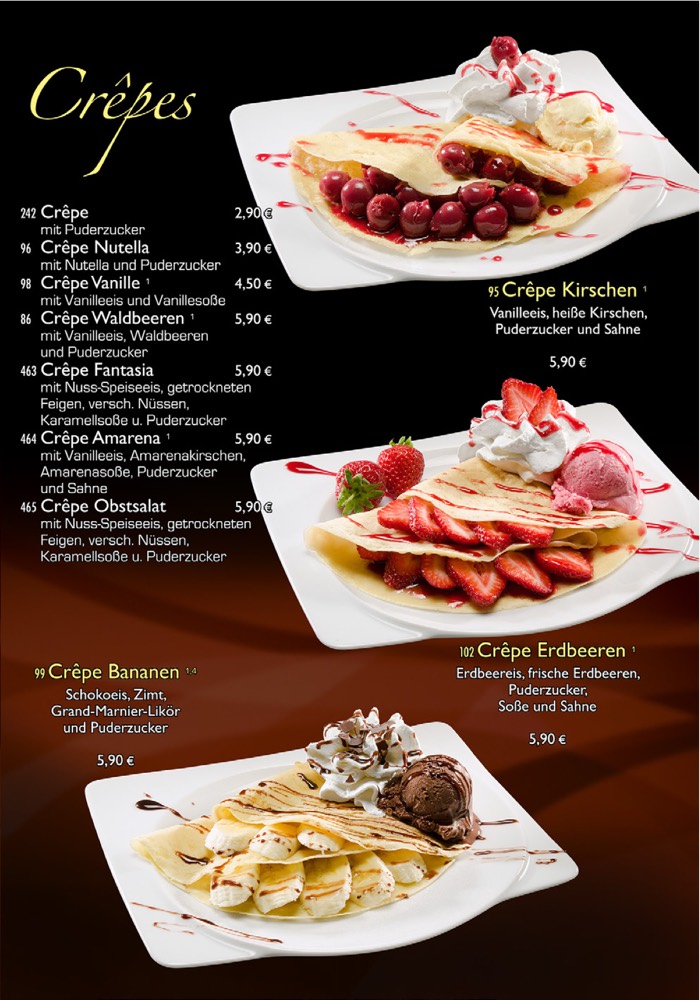 Crêpes
242 Crêpe 2,90 €
mit Puderzucker
96 Crêpe Nutella 3,90 €
mit Nutella und Puderzucker
98 Crêpe Vanille ¹ 4,50 €
mit Vanilleeis und Vanillesoße
86 Crêpe Waldbeeren ¹ 5,90 €
mit Vanilleeis, Waldbeeren
und Puderzucker
463 Crêpe Fantasia 5,90 €
mit Nuss-Speiseeis, getrockneten
Feigen, versch. Nüssen,
Karamellsoße u. Puderzucker
464 Crêpe Amarena ¹ 5,90 €
mit Vanilleeis, Amarenakirschen,
Amarenasoße, Puderzucker
und Sahne
465 Crêpe Obstsalat 5,90 €
mit Nuss-Speiseeis, getrockneten
Feigen, versch. Nüssen,
Karamellsoße u. Puderzucker
95 Crêpe Kirschen ¹
Vanilleeis, heiße Kirschen,
Puderzucker und Sahne
5,90 €
102 Crêpe Erdbeeren ¹
Erdbeereis, frische Erdbeeren,
Puderzucker,
Soße und Sahne
5,90 €
99 Crêpe Bananen ¹,⁴
Schokoeis, Zimt,
Grand-Marnier-Likör
und Puderzucker
5,90 €